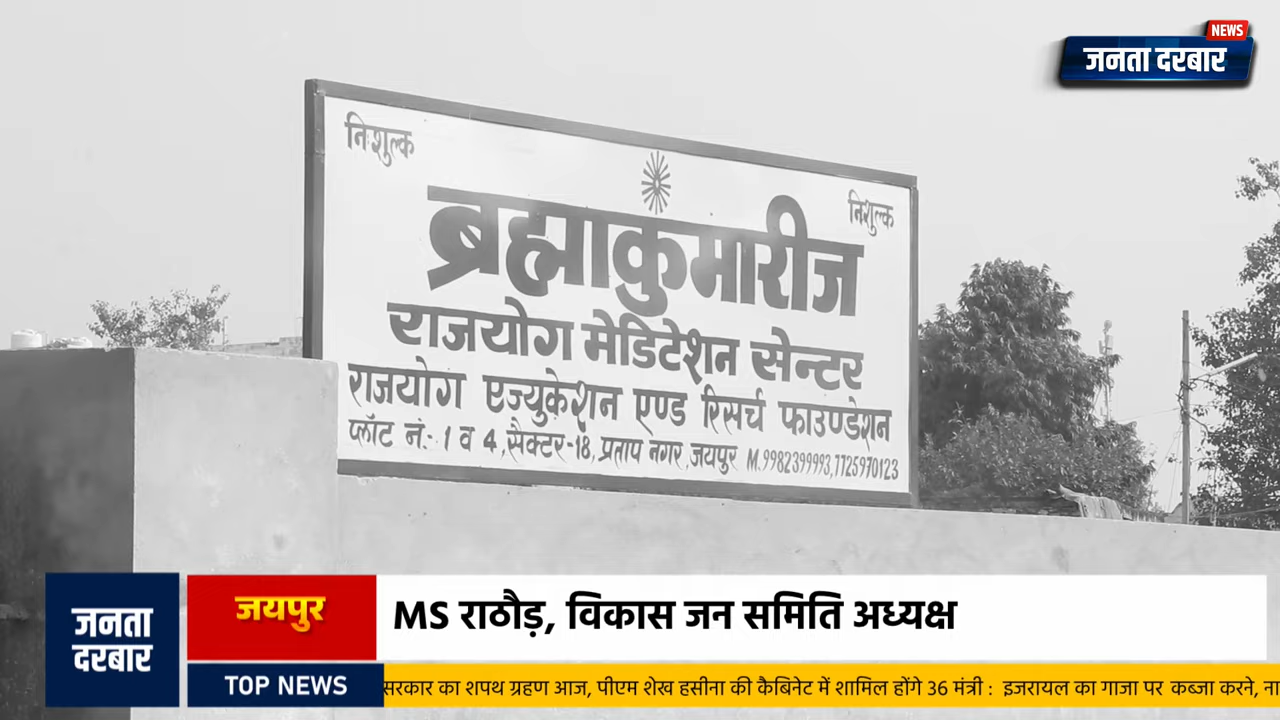 NEWS
जनता दरबार
निःशुल्क
निशुल्क
ब्रह्माकुमारीज
राजयोग मेडिटेशन सेन्टर
राजयोग एज्युकेशन एण्ड रिसर्च फाउण्डेशन
प्लॉट नं.- 1 व 4, सैक्टर-18, प्रताप नगर, जयपुर M. 9982399993, 7725970123
जनता
दरबार
जयपुर
MS राठौड़, विकास जन समिति अध्यक्ष
TOP NEWS
सरकार का शपथ ग्रहण आज, पीएम शेख हसीना की कैबिनेट में शामिल होंगे 36 मंत्री : इजरायल का गाजा पर कब्जा करने,